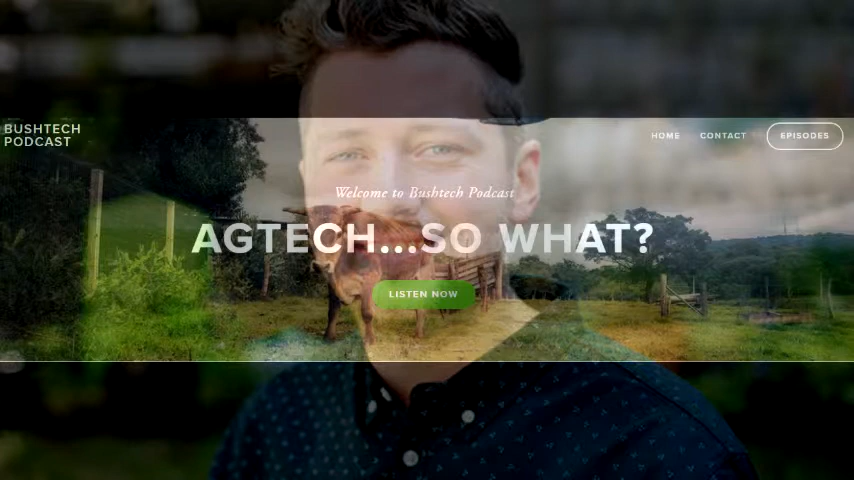 BUSHTECH
PODCAST
HOME CONTACT EPISODES
Welcome to Bushtech Podcast
AGTECH...SO WHAT?
LISTEN NOW